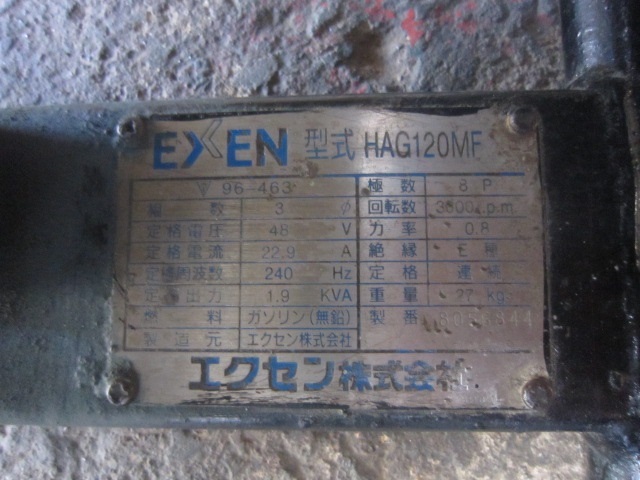 EXEN 型式 HAG120MF
96-463 極数 8 P
相数 3 φ 回転数 3600r.p.m
定格電圧 48 V 力率 0.8
定格電流 22.9 A 絶縁 E 種
定格周波数 240 Hz 定格 連続
定格出力 1.9 KVA 重量 27 kg
燃料 ガソリン(無鉛) 製番
製造元 エクセン株式会社
エクセン株式会社